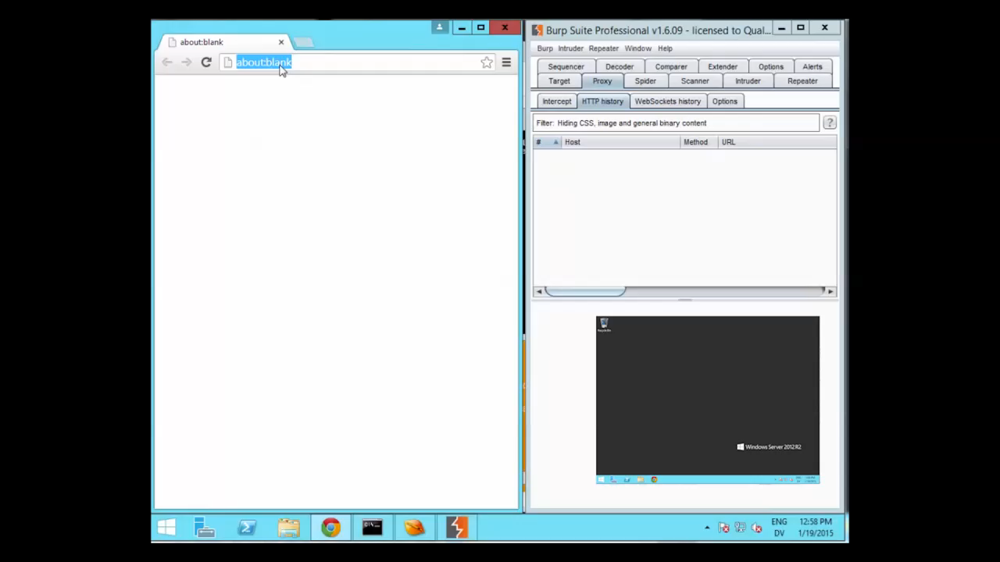 about:blank
about:blank
Burp Suite Professional v1.6.09 - licensed to Qual...
Burp Intruder Repeater Window Help
Sequencer Decoder Comparer Extender Options Alerts
Target Proxy Spider Scanner Intruder Repeater
Intercept HTTP history WebSockets history Options
Filter: Hiding CSS, image and general binary content ?
# Host Method URL
Recycle Bin
Windows Server 2012 R2
ENG
DV
12:58 PM
1/19/2015